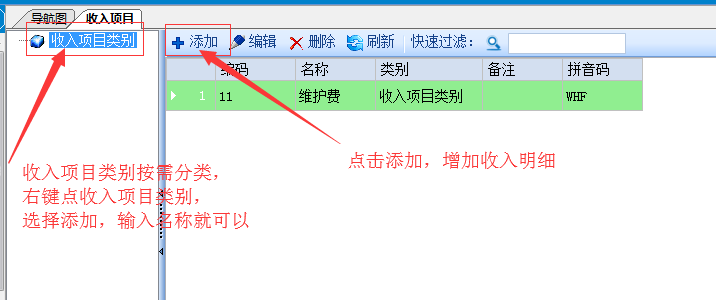 导航图 收入项目
收入项目类别
添加 编辑 删除 刷新 快速过滤：
编码 名称 类别 备注 拼音码
1 11 维护费 收入项目类别 WHF
点击添加，增加收入明细
收入项目类别按需分类，
右键点收入项目类别，
选择添加，输入名称就可以